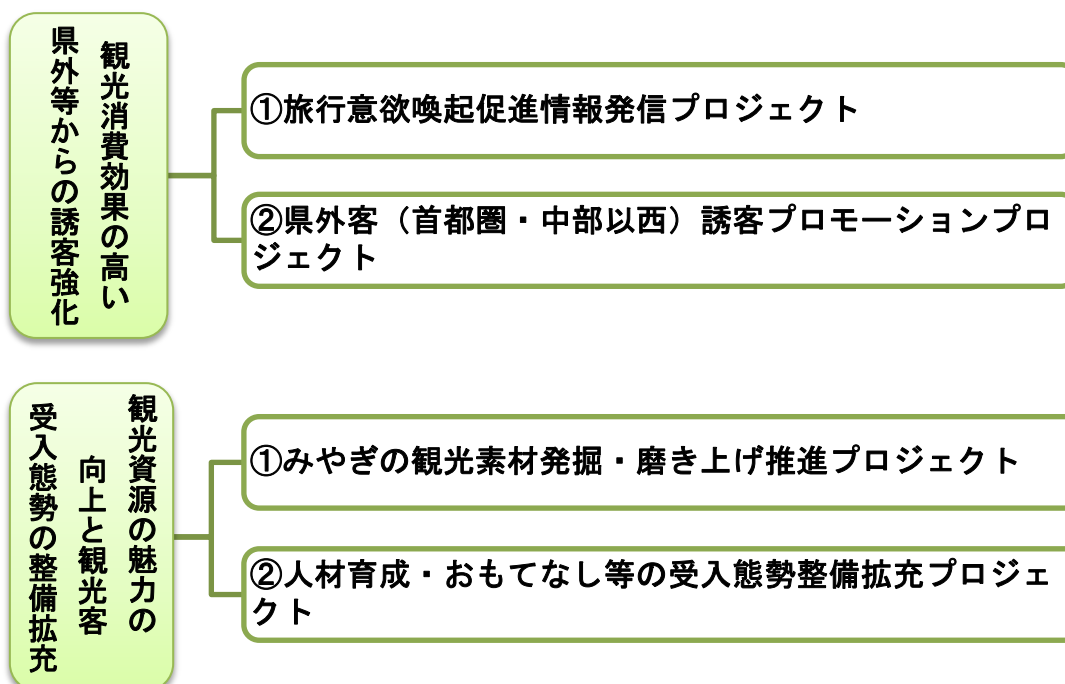 観光消費効果の高い
県外等からの誘客強化
①旅行意欲喚起促進情報発信プロジェクト
②県外客（首都圏・中部以西）誘客プロモーションプロ
ジェクト
観光資源の魅力の
向上と観光客
受入態勢の整備拡充
①みやぎの観光素材発掘・磨き上げ推進プロジェクト
②人材育成・おもてなし等の受入態勢整備拡充プロジェ
クト